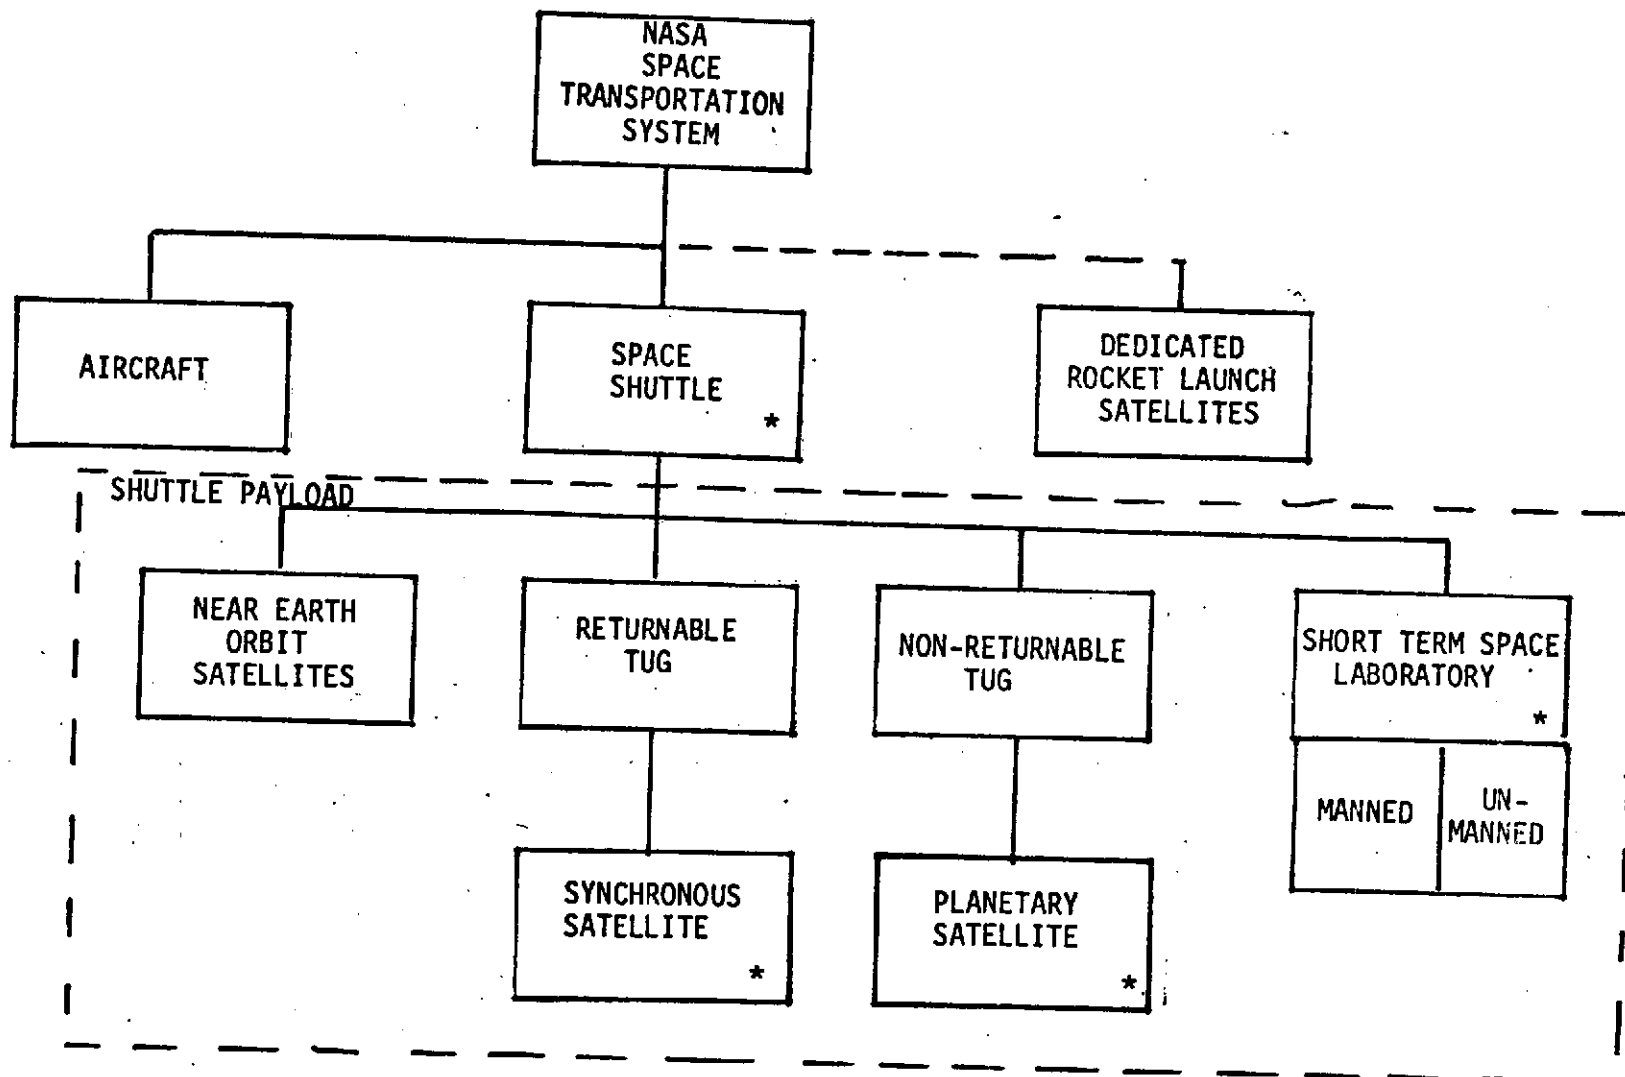 NASA
SPACE
TRANSPORTATION
SYSTEM
AIRCRAFT
SPACE
SHUTTLE
*
DEDICATED
ROCKET LAUNCH
SATELLITES
SHUTTLE PAYLOAD
NEAR EARTH
ORBIT
SATELLITES
RETURNABLE
TUG
NON-RETURNABLE
TUG
SHORT TERM SPACE
LABORATORY
*
MANNED
UN-
MANNED
SYNCHRONOUS
SATELLITE
*
PLANETARY
SATELLITE
*